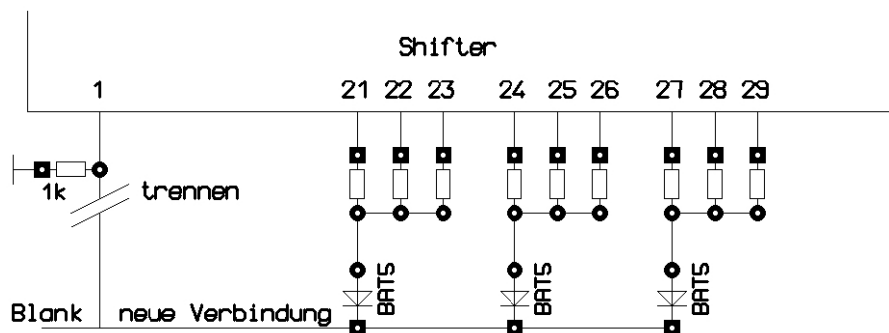 Shifter
1 21 22 23 24 25 26 27 28 29
1k trennen
BAT5 BAT5 BAT5
Blank neue Verbindung